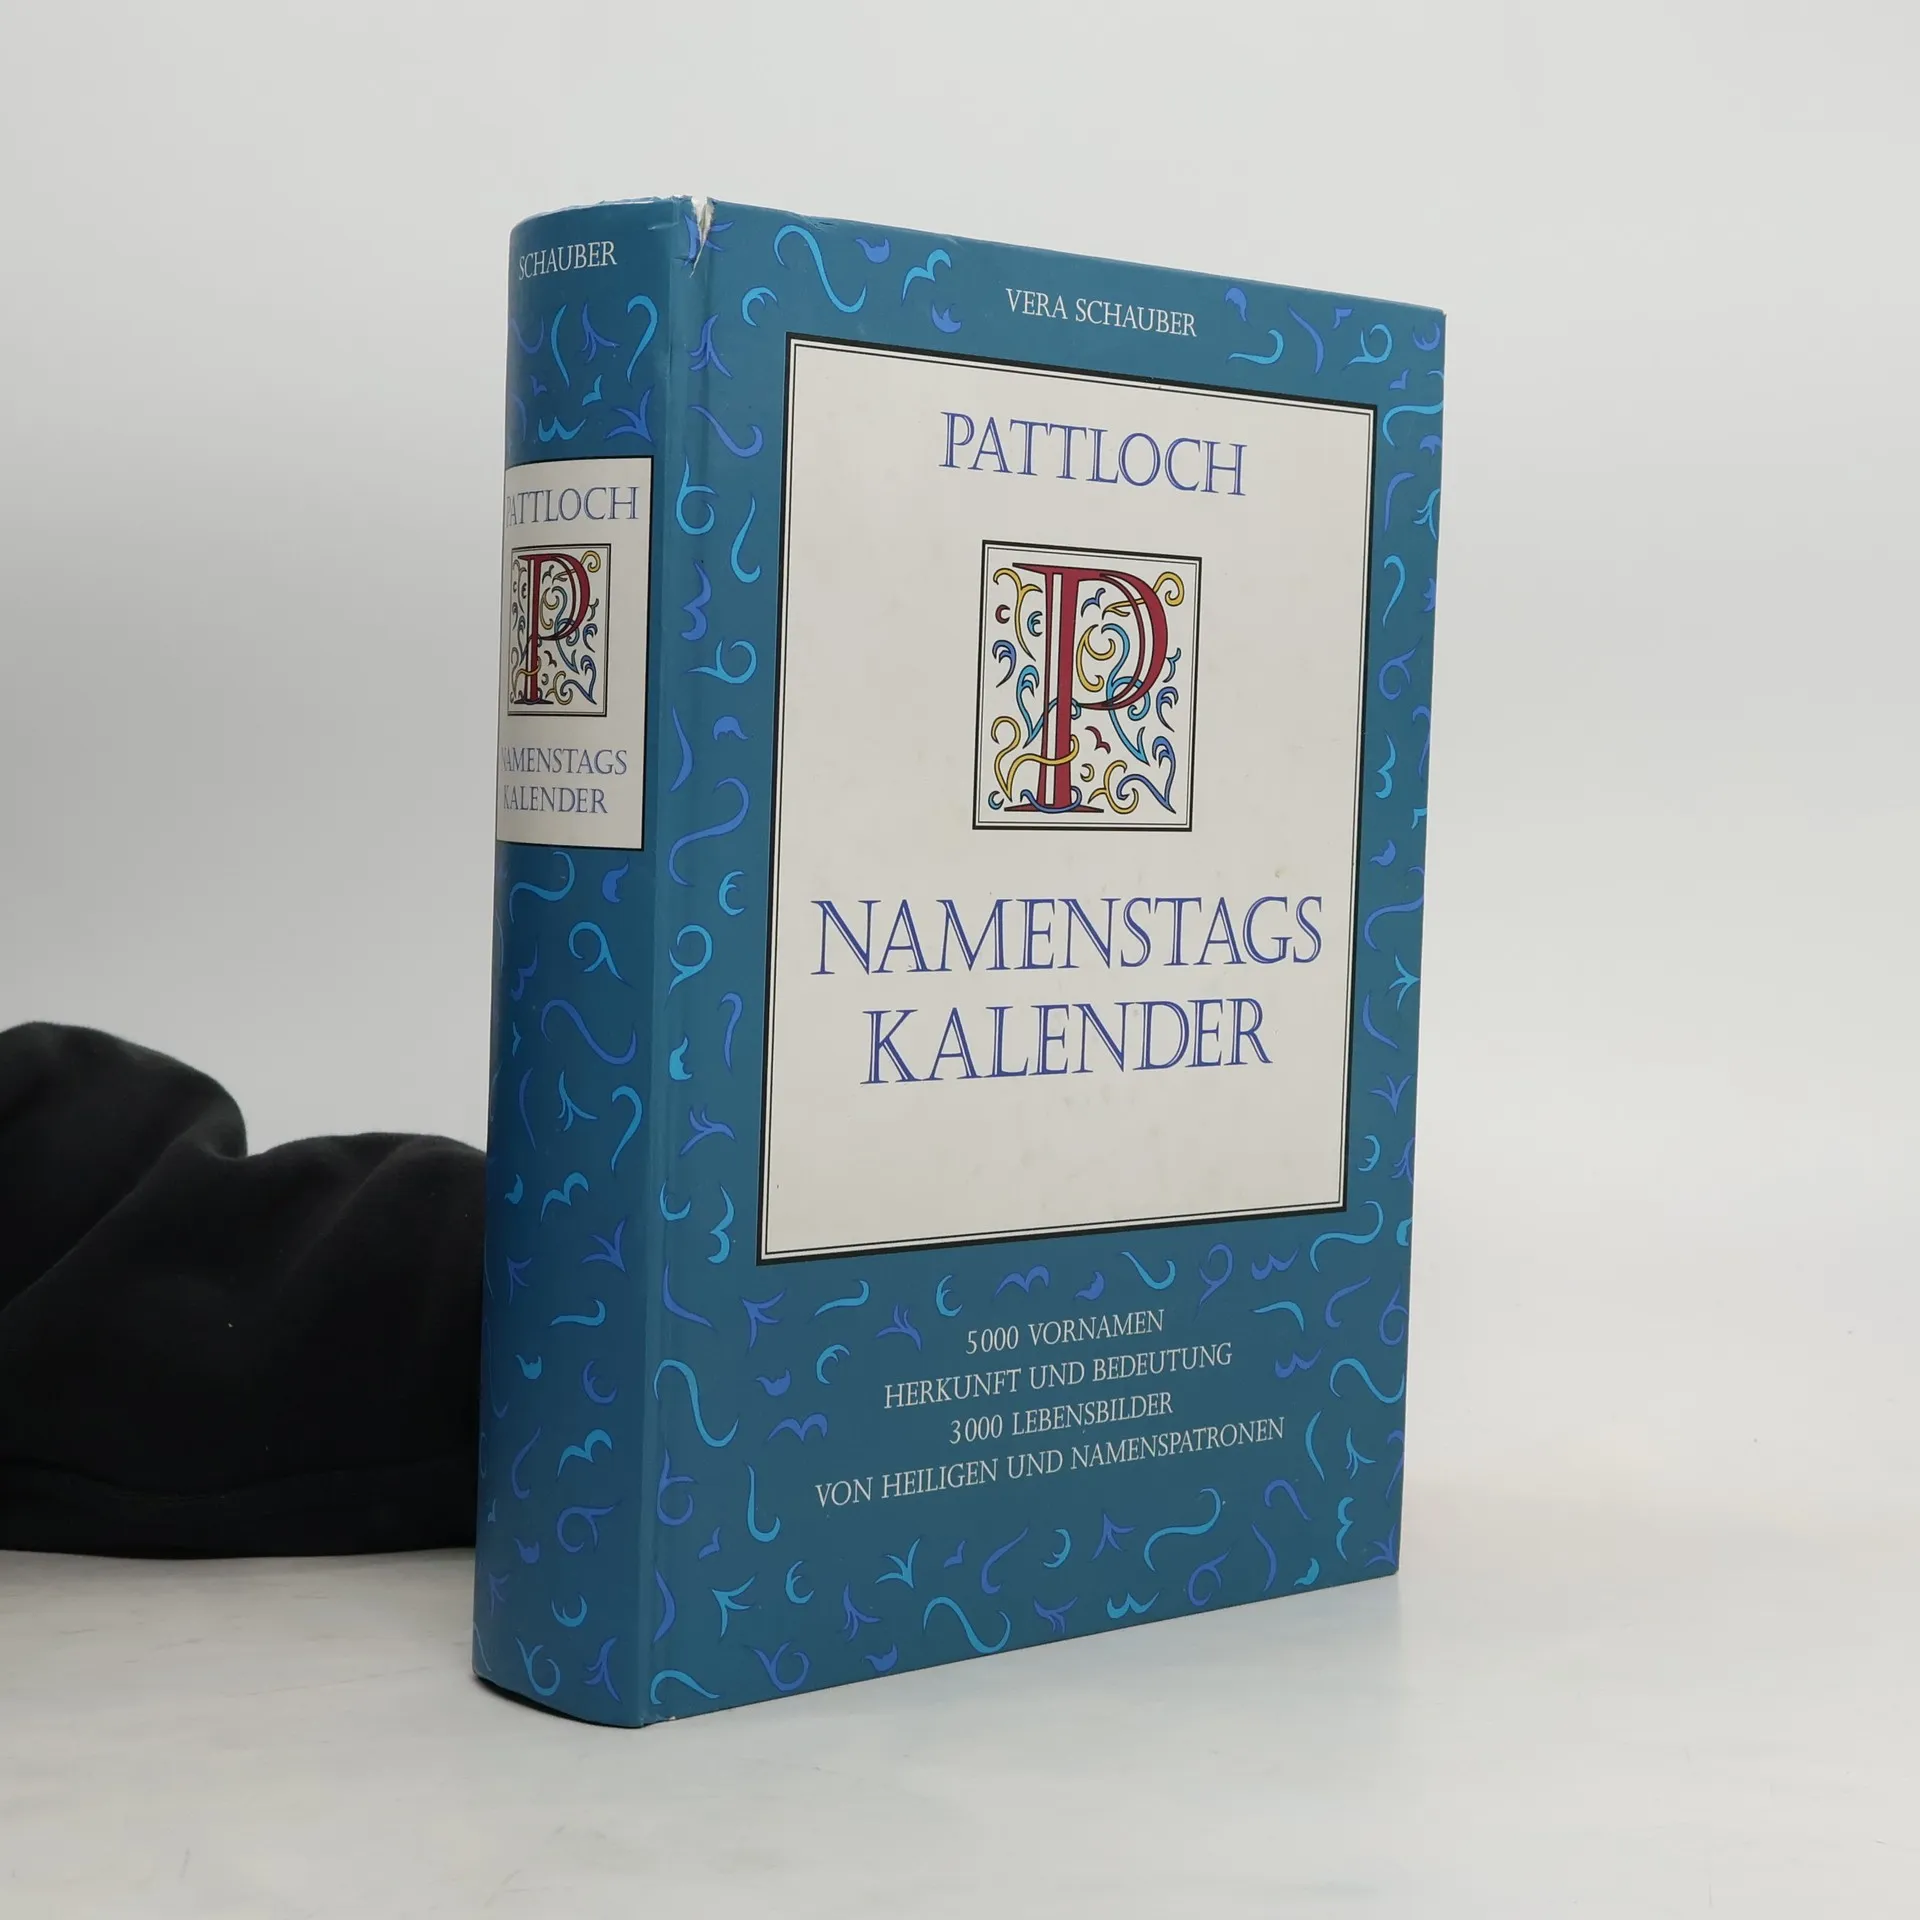 SCHAUBER
PATTLOCH
P
NAMENSTAGS
KALENDER
VERA SCHAUBER
PATTLOCH
P
NAMENSTAGS
KALENDER
5000 VORNAMEN
HERKUNFT UND BEDEUTUNG
3000 LEBENSBILDER
VON HEILIGEN UND NAMENSPATRONEN